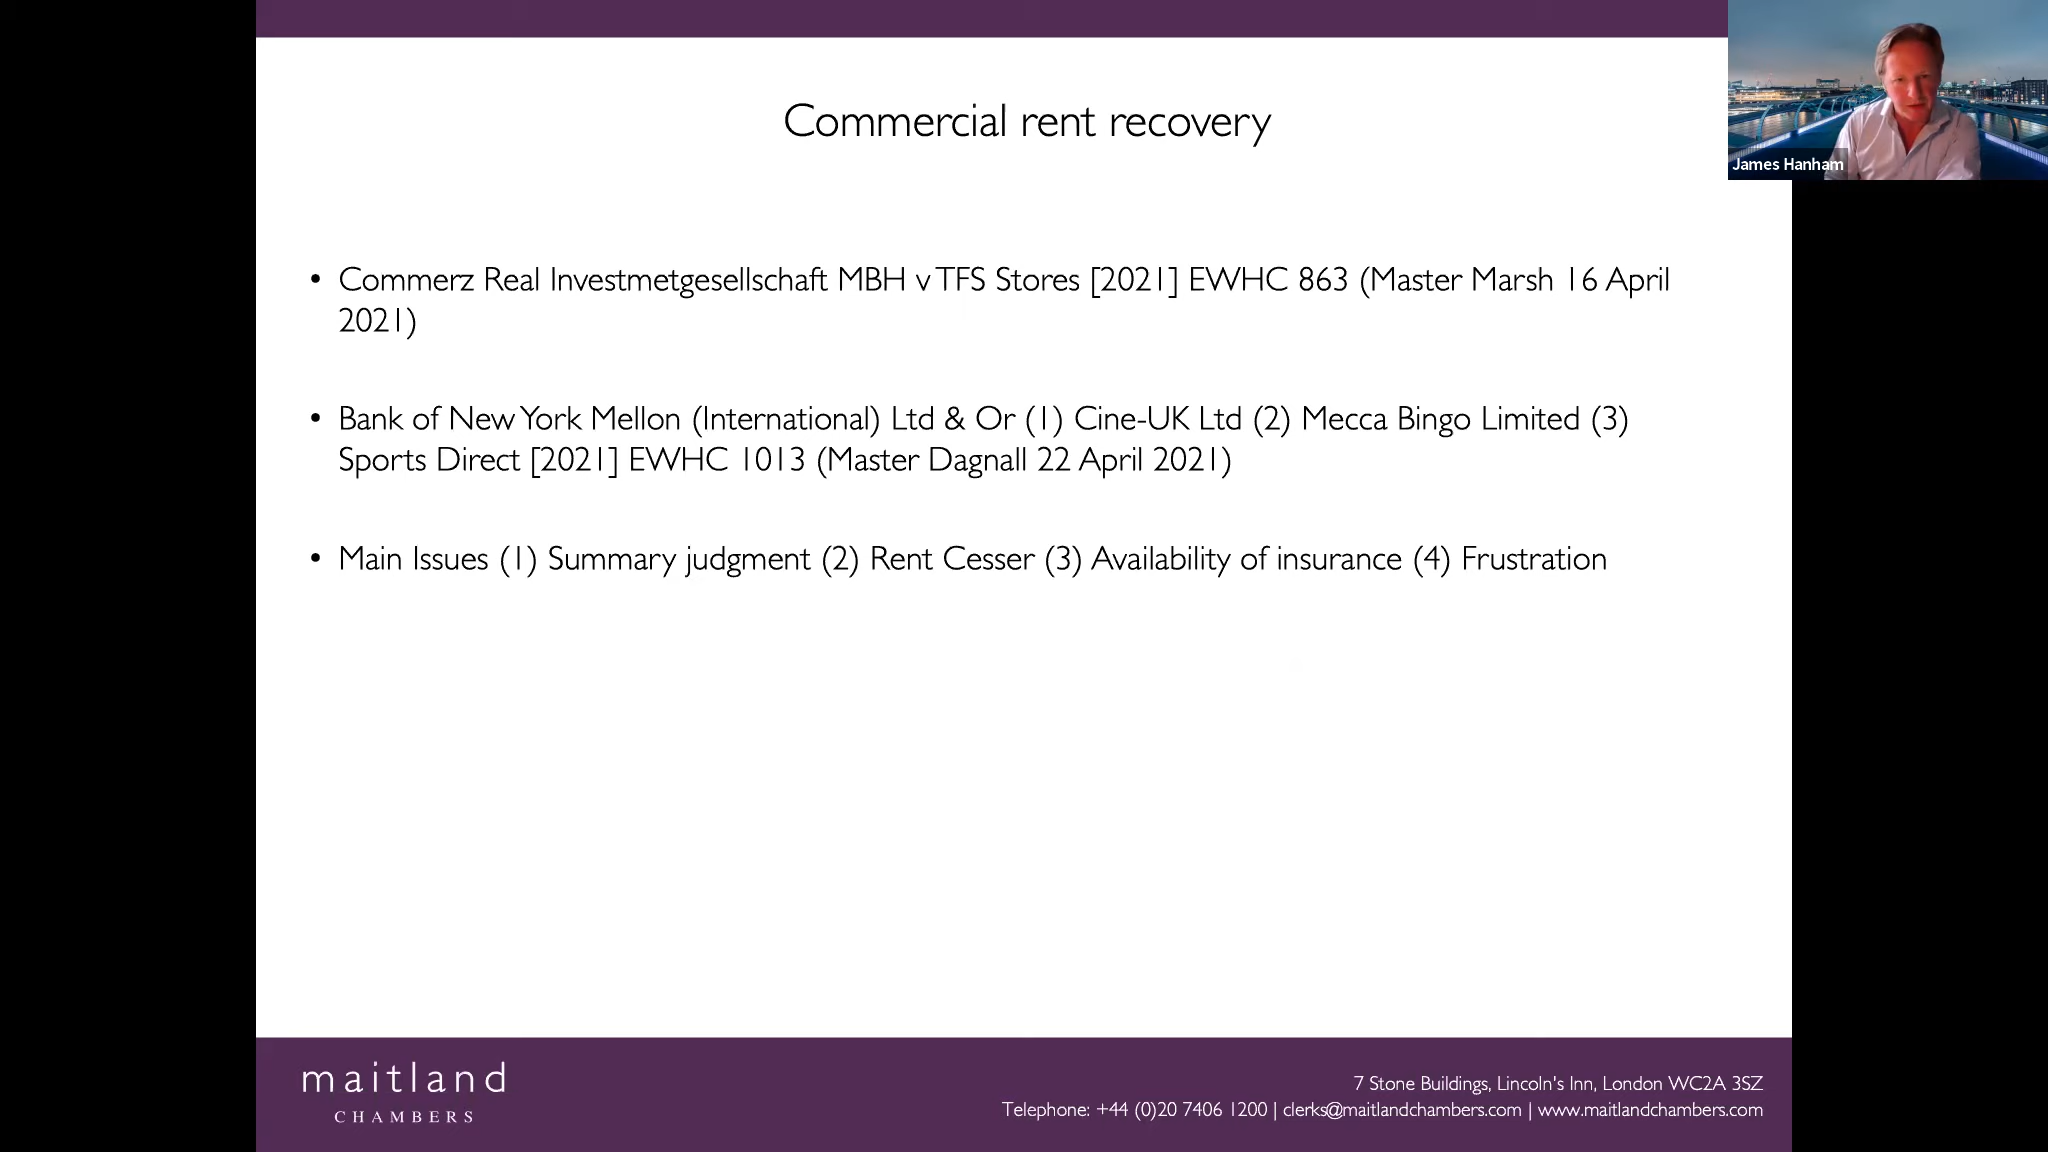 Commercial rent recovery
James Hanham
• Commerz Real Investmetgesellschaft MBH v TFS Stores [2021] EWHC 863 (Master Marsh 16 April
2021)
• Bank of New York Mellon (International) Ltd & Or (1) Cine-UK Ltd (2) Mecca Bingo Limited (3)
Sports Direct [2021] EWHC 1013 (Master Dagnall 22 April 2021)
• Main Issues (1) Summary judgment (2) Rent Cesser (3) Availability of insurance (4) Frustration
maitland
CHAMBERS
7 Stone Buildings, Lincoln's Inn, London WC2A 3SZ
Telephone: +44 (0)20 7406 1200 | clerks@maitlandchambers.com | www.maitlandchambers.com